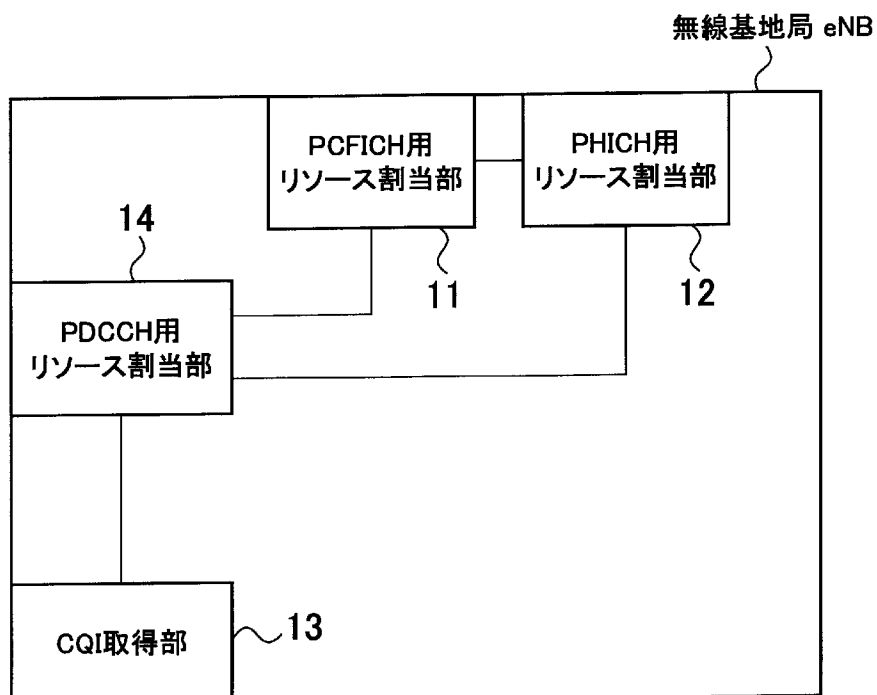 無線基地局 eNB
PCFICH用
リソース割当部
PHICH用
リソース割当部
11
12
14
PDCCH用
リソース割当部
CQI取得部
13